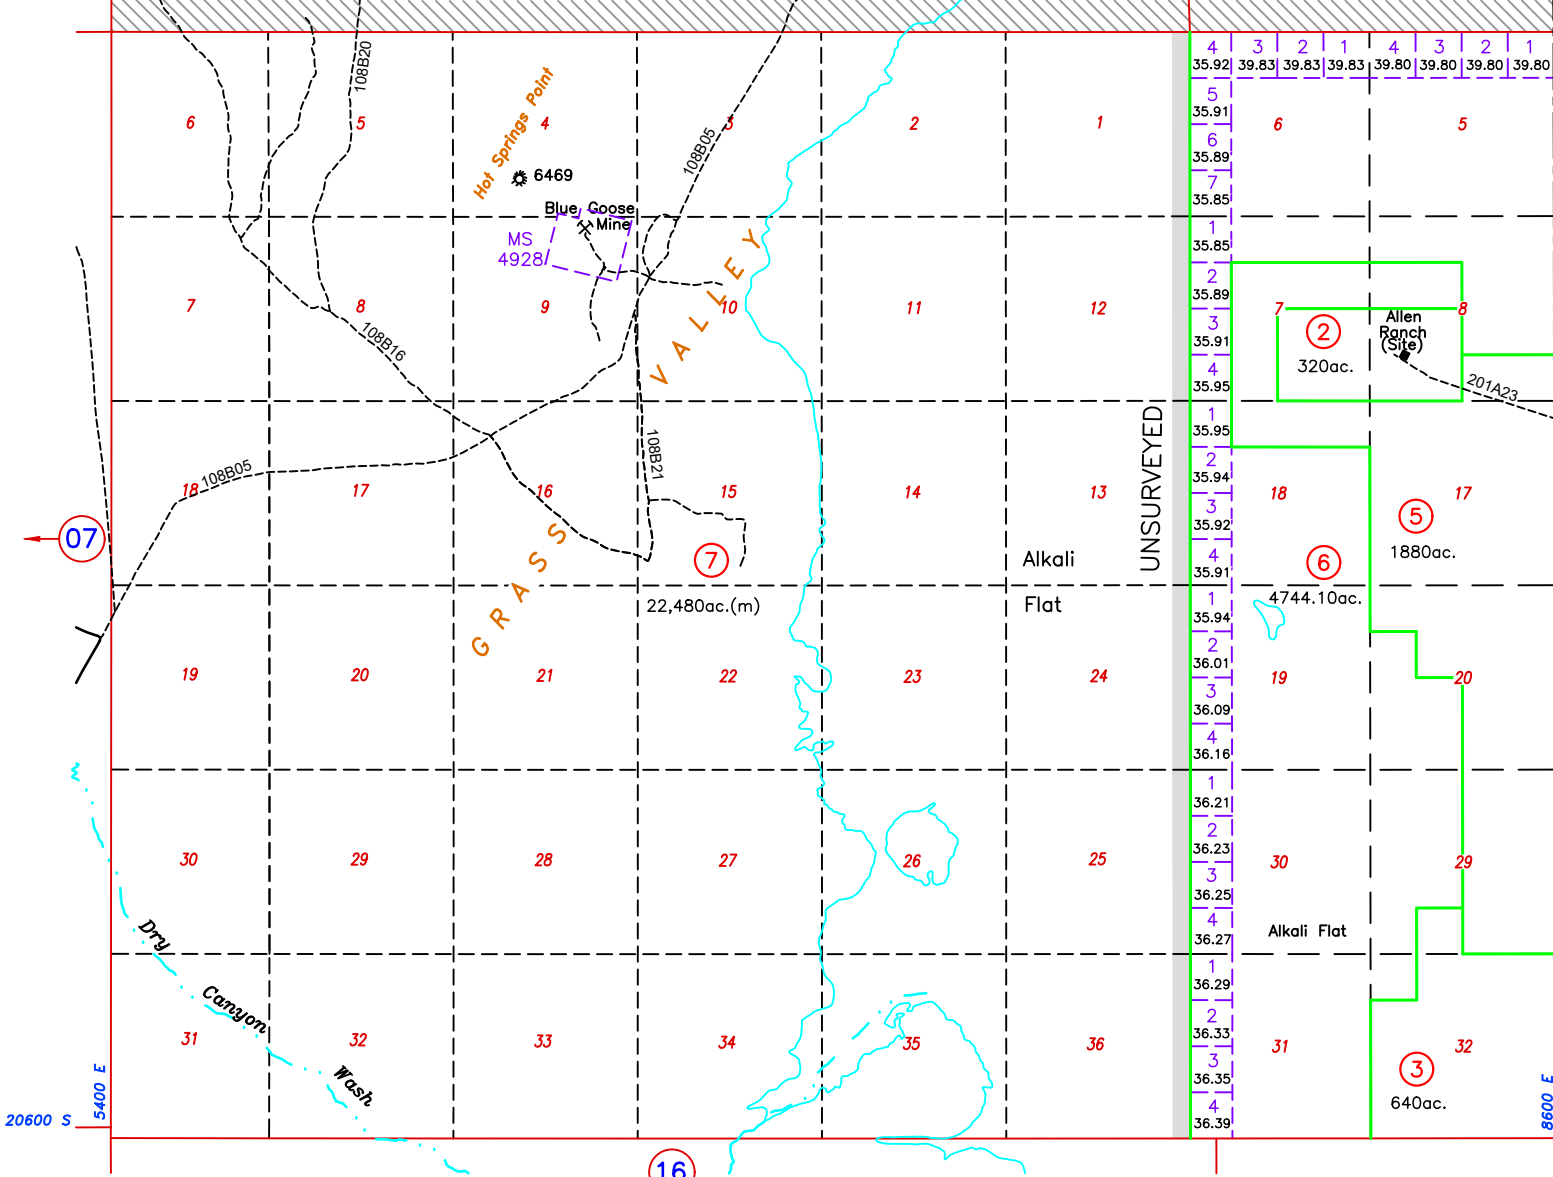 4 3 2 1 4 3 2 1
35.92 39.83 39.83 39.83 39.80 39.80 39.80 39.80
108B20
Hot Springs Point
6 5 4 3 2 1
5
35.91
6 5
6
35.89
108B05
6469
7
35.85
Blue Goose
Mine
MS
4928
1
35.85
VALLEY
2
35.89
7 8 9 10 11 12
3
35.91
7 8
2
320ac.
Allen
Ranch
(Site)
108B16
4
35.95
201A23
UNSURVEYED
1
35.95
108B05
108B21
2
35.94
18 17 16 15 14 13
3
35.92
18 17
5
1880ac.
07
GRASS
7
22,480ac.(m)
Alkali
Flat
4
35.91
6
4744.10ac.
1
35.94
2
36.01
19 20 21 22 23 24
3
36.09
19 20
4
36.16
1
36.21
2
36.23
30 29 28 27 26 25
3
36.25
30 29
4
36.27
Alkali Flat
Dry
Canyon
Wash
1
36.29
2
36.33
31 32 33 34 35 36
3
36.35
31 32
3
640ac.
4
36.39
5400 E
20600 S
8600 E
16